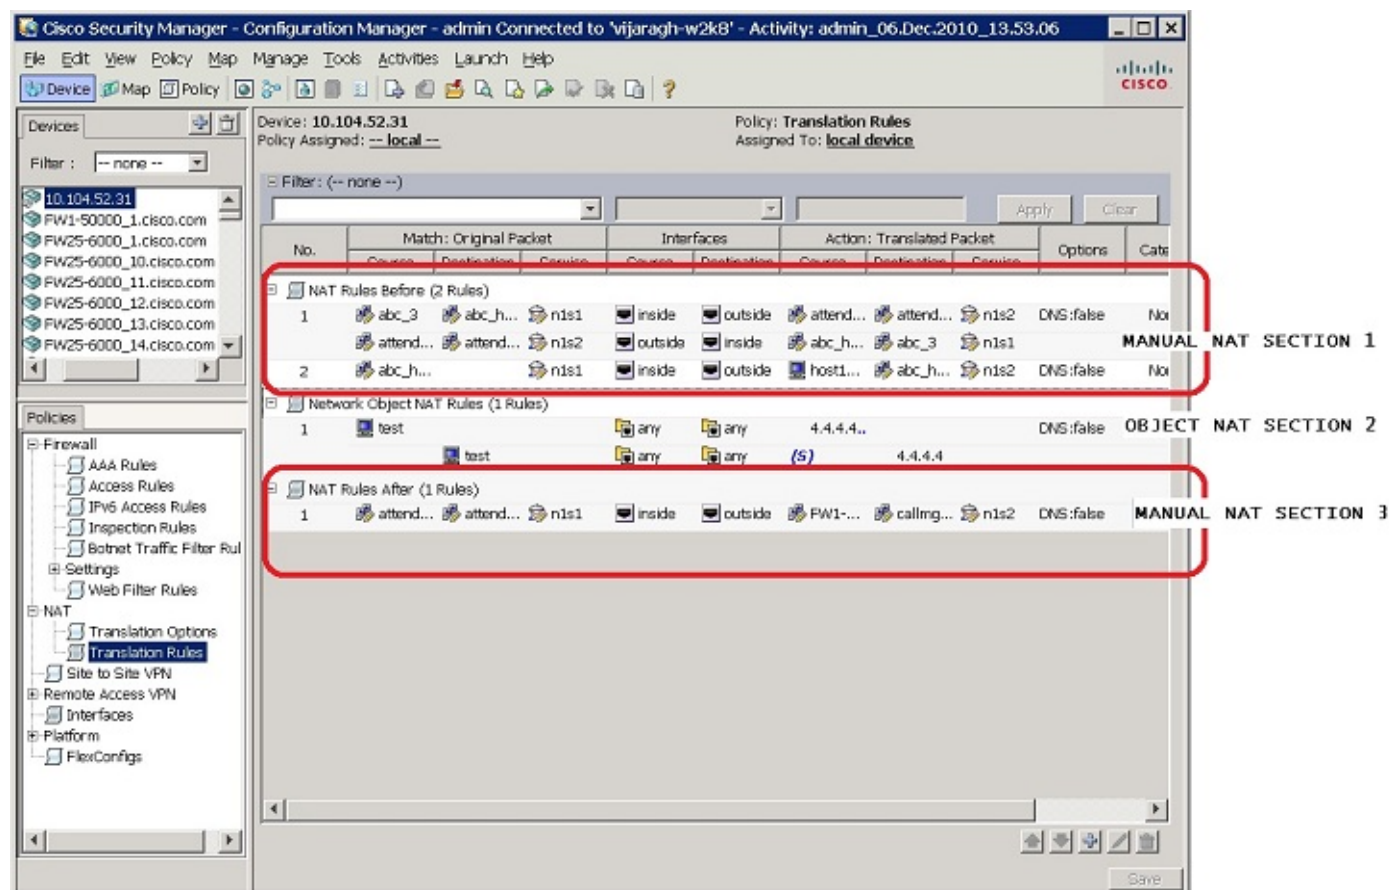 Cisco Security Manager - Configuration Manager - admin Connected to 'vijaragh-w2k8' - Activity: admin_06.Dec.2010_13.53.06
File Edit View Policy Map Manage Tools Activities Launch Help
Device Map Policy
CISCO
Devices
Filter : -- none --
10.104.52.31
FW1-50000_1.cisco.com
FW25-6000_1.cisco.com
FW25-6000_10.cisco.com
FW25-6000_11.cisco.com
FW25-6000_12.cisco.com
FW25-6000_13.cisco.com
FW25-6000_14.cisco.com
Policies
Firewall
AAA Rules
Access Rules
IPv6 Access Rules
Inspection Rules
Botnet Traffic Filter Rul
Settings
Web Filter Rules
NAT
Translation Options
Translation Rules
Site to Site VPN
Remote Access VPN
Interfaces
Platform
FlexConfigs
Device: 10.104.52.31 Policy: Translation Rules
Policy Assigned: -- local -- Assigned To: local device
Filter: (-- none --)
Apply Clear
No. Match: Original Packet Interfaces Action: Translated Packet Options Cate
Source Destination Service Source Destination Source Destination Service
NAT Rules Before (2 Rules)
1 abc_3 abc_h... n1s1 inside outside attend... attend... n1s2 DNS:false Nor
attend... attend... n1s2 outside inside abc_h... abc_3 n1s1
MANUAL NAT SECTION 1
2 abc_h... n1s1 inside outside host1... abc_h... n1s2 DNS:false Nor
Network Object NAT Rules (1 Rules)
1 test any any 4.4.4.4.. DNS:false
OBJECT NAT SECTION 2
test any any (S) 4.4.4.4
NAT Rules After (1 Rules)
1 attend... attend... n1s1 inside outside FW1-... callmg... n1s2 DNS:false
MANUAL NAT SECTION 3
Save